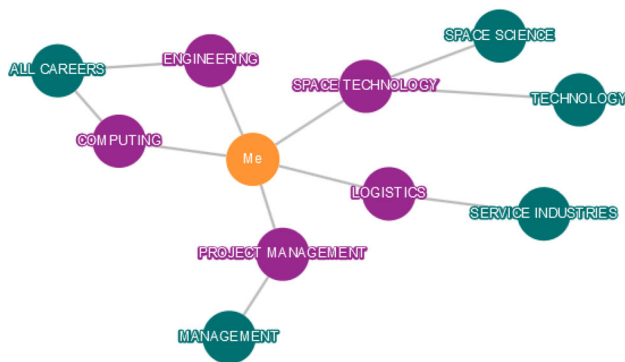 SPACE SCIENCE
ENGINEERING
ALL CAREERS
SPACE TECHNOLOGY
TECHNOLOGY
COMPUTING
Me
LOGISTICS
SERVICE INDUSTRIES
PROJECT MANAGEMENT
MANAGEMENT